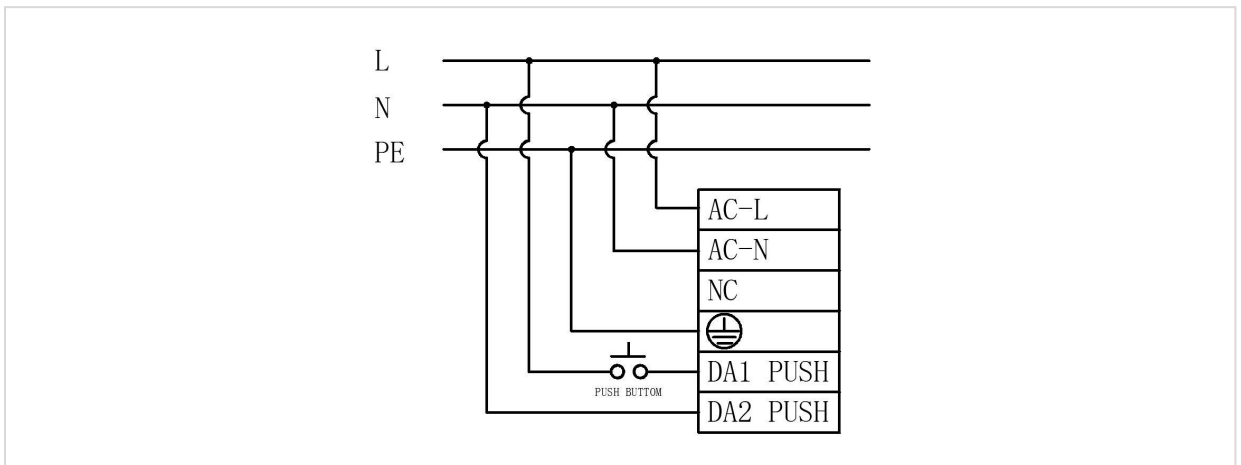 L
N
PE
AC-L
AC-N
NC
DA1 PUSH
PUSH BUTTOM
DA2 PUSH